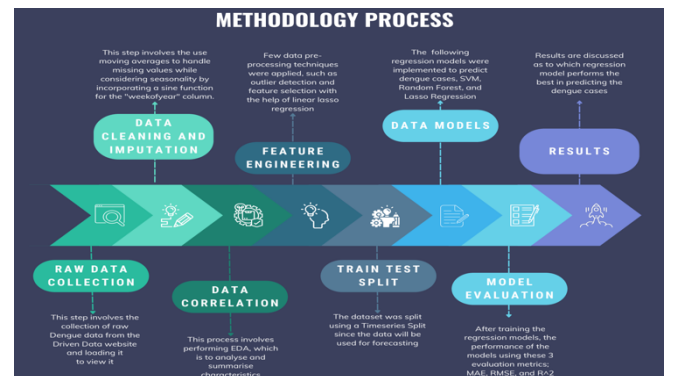 METHODOLOGY PROCESS
This step involves the use
moving averages to handle
missing values while
considering seasonality by
incorporating a sine function
for the "weekofyear" column.
DATA
CLEANING AND
IMPUTATION
Few data pre-
processing techniques
were applied, such as
outlier detection and
feature selection with
the help of linear lasso
regression
FEATURE
ENGINEERING
The following
regression models were
implemented to predict
dengue cases, SVM,
Random Forest, and
Lasso Regression
DATA MODELS
Results are discussed
as to which regression
model performs the
best in predicting the
dengue cases
RESULTS
RAW DATA
COLLECTION
This step involves the
collection of raw
Dengue data from the
Driven Data website
and loading it
to view it
DATA
CORRELATION
This process involves
performing EDA, which
is to analyse and
summarise
characteristics
TRAIN TEST
SPLIT
The dataset was split
using a Timeseries Split
since the data will be
used for forecasting
MODEL
EVALUATION
After training the
regression models, the
performance of the
models using these 3
evaluation metrics;
MAE, RMSE, and R^2